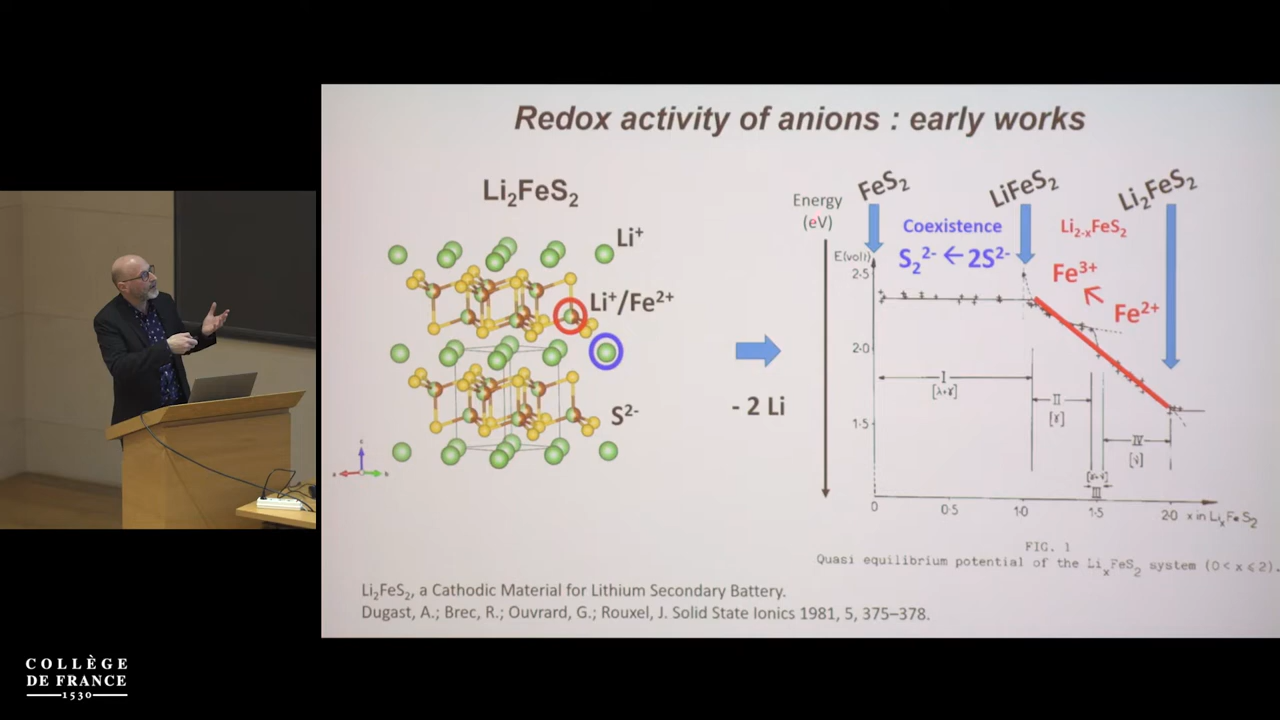 Redox activity of anions : early works
Li₂FeS₂
Li⁺
Li⁺/Fe²⁺
S²⁻
- 2 Li
Energy
(eV)
FeS₂
LiFeS₂
Li₂FeS₂
Coexistence
S₂²⁻ ← 2S²⁻
Li₂₋ₓFeS₂
Fe³⁺
Fe²⁺
E(volt)
2.5
2.0
1.5
I
II
[γ]
IV
III
0
0.5
1.0
1.5
2.0
x in LiₓFeS₂
FIG. 1
Quasi equilibrium potential of the LiₓFeS₂ system (0 < x ⩽ 2).
Li₂FeS₂, a Cathodic Material for Lithium Secondary Battery.
Dugast, A.; Brec, R.; Ouvrard, G.; Rouxel, J. Solid State Ionics 1981, 5, 375–378.
COLLÈGE
DE FRANCE
1530